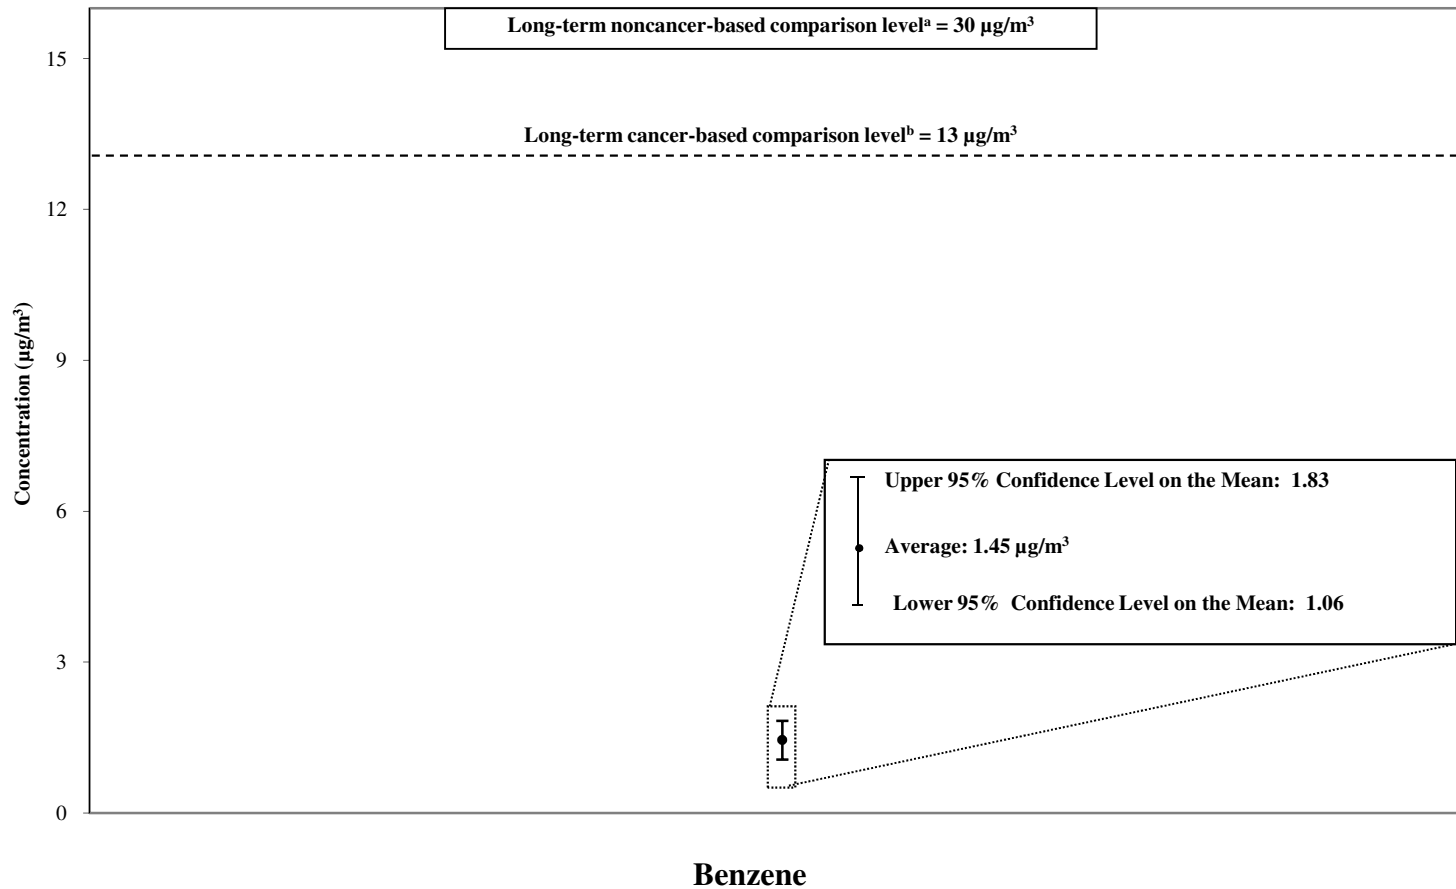 Long-term noncancer-based comparison levelᵃ = 30 µg/m³
15
Long-term cancer-based comparison levelᵇ = 13 µg/m³
12
Concentration (µg/m³)
9
Upper 95% Confidence Level on the Mean: 1.83
6
Average: 1.45 µg/m³
Lower 95% Confidence Level on the Mean: 1.06
3
0
Benzene